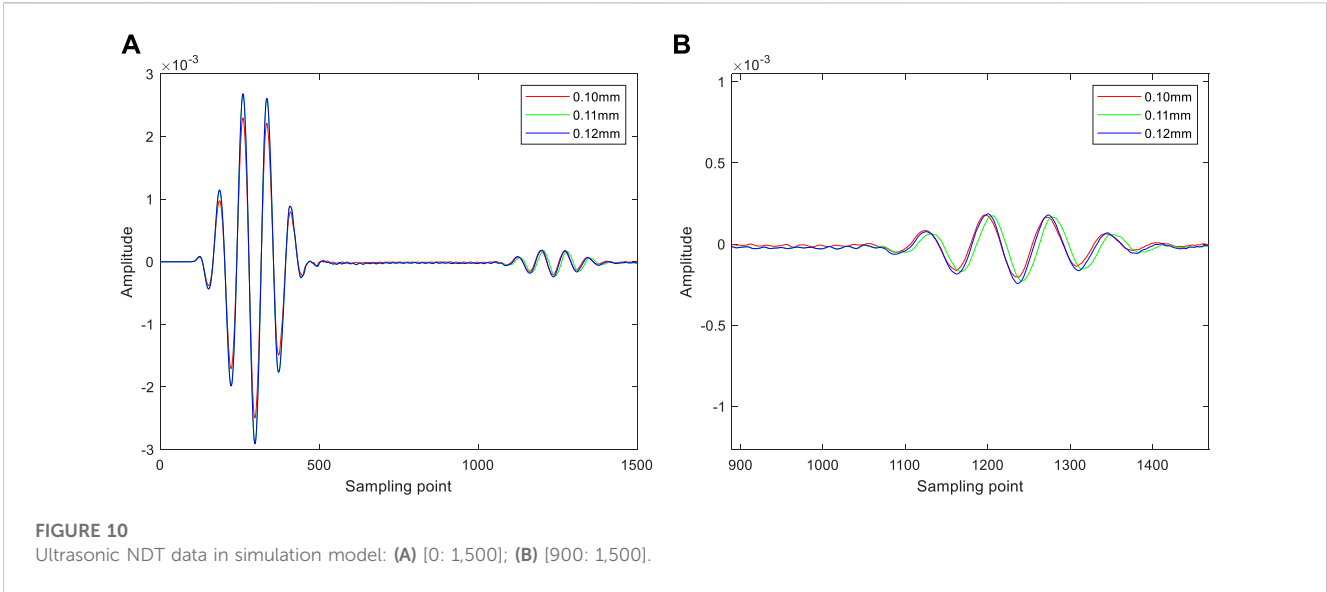 A
×10-3
3
2
1
0
-1
-2
-3
Amplitude
0.10mm
0.11mm
0.12mm
0 500 1000 1500
Sampling point
B
×10-3
1
0.5
0
-0.5
-1
Amplitude
0.10mm
0.11mm
0.12mm
900 1000 1100 1200 1300 1400
Sampling point
FIGURE 10
Ultrasonic NDT data in simulation model: (A) [0: 1,500]; (B) [900: 1,500].